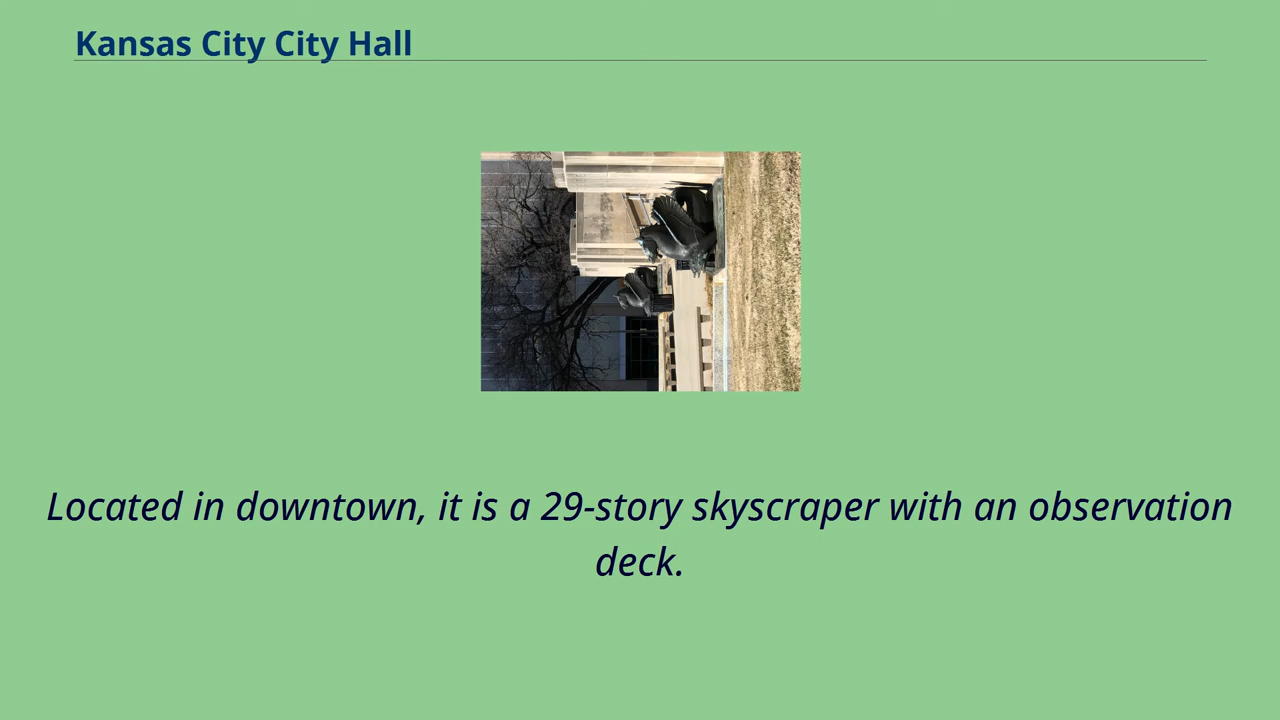 Kansas City City Hall
Located in downtown, it is a 29-story skyscraper with an observation
deck.